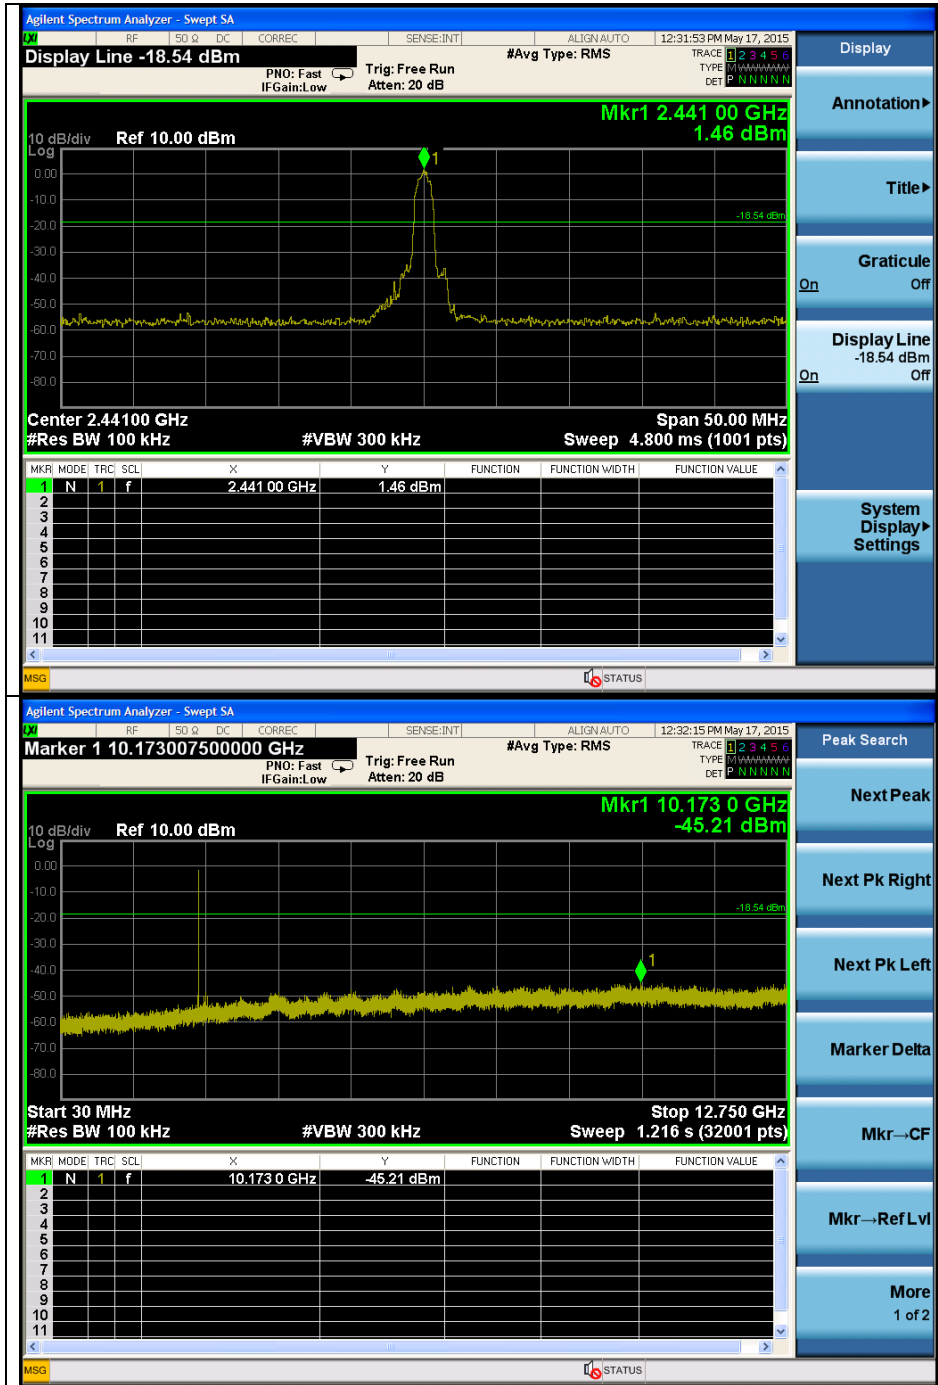 Agilent Spectrum Analyzer - Swept SA
LXI RF 50 Ω DC CORREC SENSE:INT ALIGN AUTO 12:31:53 PM May 17, 2015
Display Line -18.54 dBm
#Avg Type: RMS
TRACE 1 2 3 4 5 6
PNO: Fast
Trig: Free Run
TYPE M WWWWW
IFGain:Low
Atten: 20 dB
DET P N N N N N
Mkr1 2.441 00 GHz
1.46 dBm
10 dB/div Ref 10.00 dBm
Log
1
0.00
-10.0
-18.54 dBm
-20.0
-30.0
-40.0
-50.0
-60.0
-70.0
-80.0
Center 2.44100 GHz Span 50.00 MHz
#Res BW 100 kHz #VBW 300 kHz Sweep 4.800 ms (1001 pts)
MKR MODE TRC SCL X Y FUNCTION FUNCTION WIDTH FUNCTION VALUE
1 N 1 f 2.441 00 GHz 1.46 dBm
2
3
4
5
6
7
8
9
10
11
MSG STATUS
Display
Annotation
Title
Graticule
On Off
Display Line
-18.54 dBm
On Off
System
Display
Settings
Agilent Spectrum Analyzer - Swept SA
LXI RF 50 Ω DC CORREC SENSE:INT ALIGN AUTO 12:32:15 PM May 17, 2015
Marker 1 10.173007500000 GHz
#Avg Type: RMS
TRACE 1 2 3 4 5 6
PNO: Fast
Trig: Free Run
TYPE M WWWWW
IFGain:Low
Atten: 20 dB
DET P N N N N N
Mkr1 10.173 0 GHz
-45.21 dBm
10 dB/div Ref 10.00 dBm
Log
0.00
-10.0
-18.54 dBm
-20.0
-30.0
1
-40.0
-50.0
-60.0
-70.0
-80.0
Start 30 MHz Stop 12.750 GHz
#Res BW 100 kHz #VBW 300 kHz Sweep 1.216 s (32001 pts)
MKR MODE TRC SCL X Y FUNCTION FUNCTION WIDTH FUNCTION VALUE
1 N 1 f 10.173 0 GHz -45.21 dBm
2
3
4
5
6
7
8
9
10
11
MSG STATUS
Peak Search
Next Peak
Next Pk Right
Next Pk Left
Marker Delta
Mkr→CF
Mkr→Ref Lvl
More
1 of 2